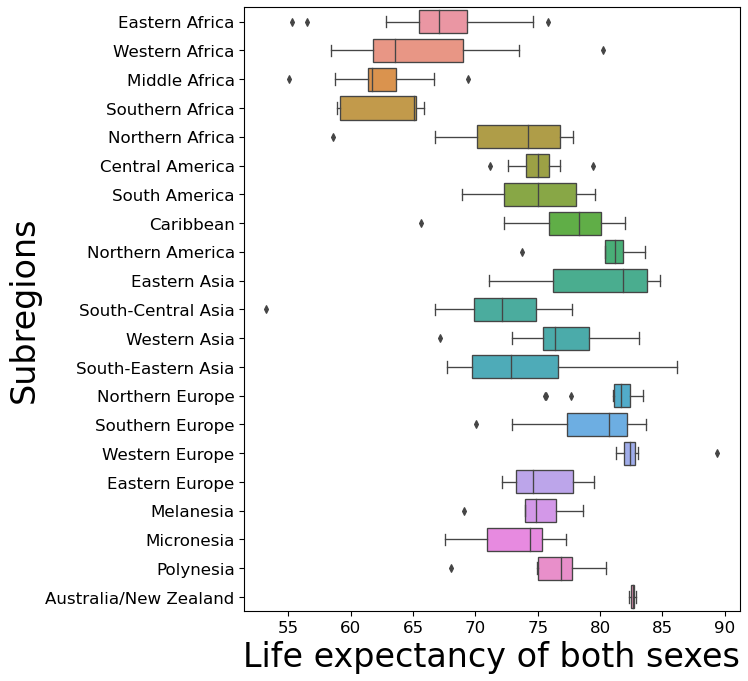 Eastern Africa
Western Africa
Middle Africa
Southern Africa
Northern Africa
Central America
South America
Caribbean
Northern America
Eastern Asia
South-Central Asia
Western Asia
South-Eastern Asia
Northern Europe
Southern Europe
Western Europe
Eastern Europe
Melanesia
Micronesia
Polynesia
Australia/New Zealand
Subregions
55 60 65 70 75 80 85 90
Life expectancy of both sexes